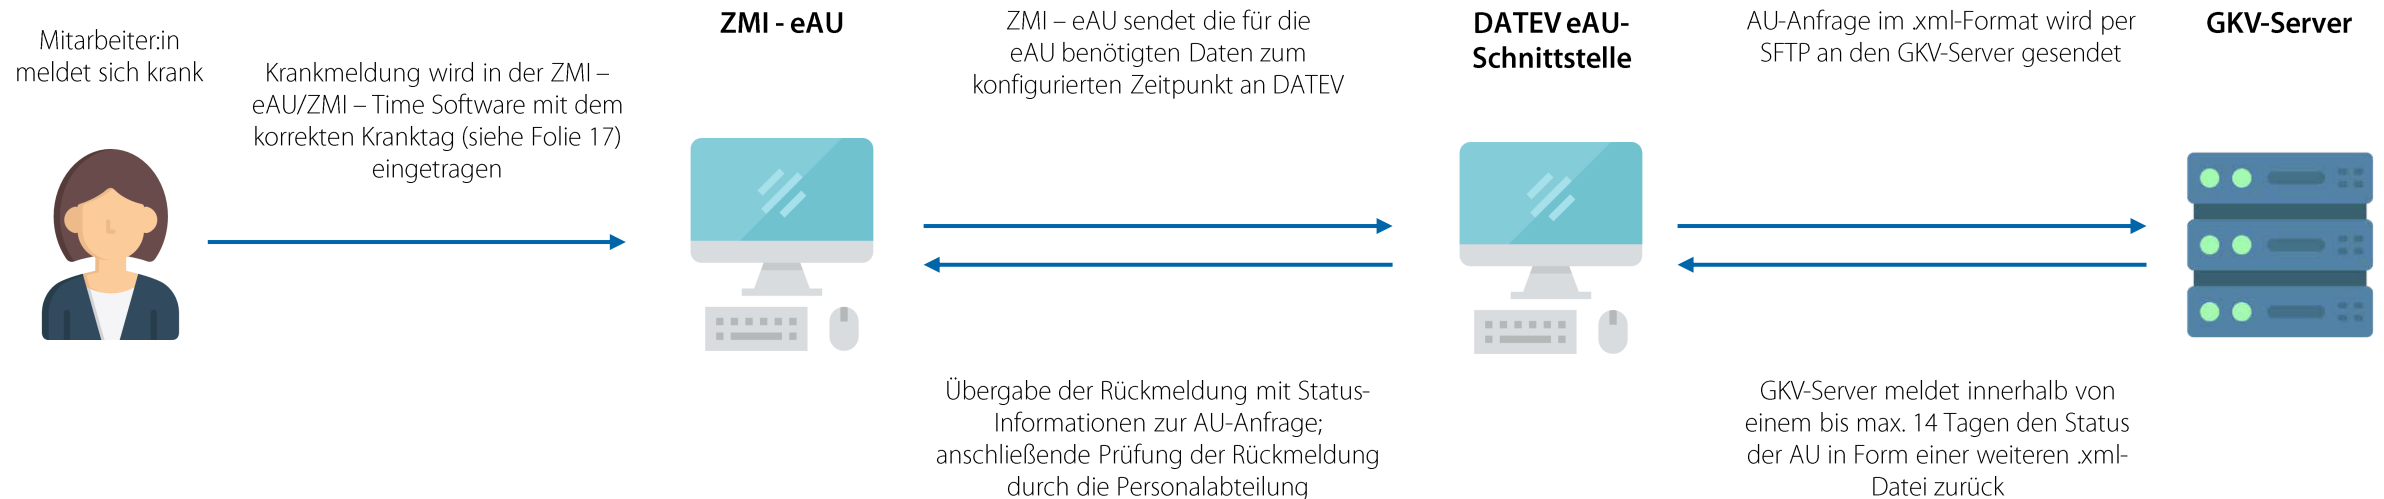 Mitarbeiter:in
meldet sich krank
Krankmeldung wird in der ZMI –
eAU/ZMI – Time Software mit dem
korrekten Kranktag (siehe Folie 17)
eingetragen
ZMI - eAU
ZMI – eAU sendet die für die
eAU benötigten Daten zum
konfigurierten Zeitpunkt an DATEV
DATEV eAU-
Schnittstelle
AU-Anfrage im .xml-Format wird per
SFTP an den GKV-Server gesendet
GKV-Server
Übergabe der Rückmeldung mit Status-
Informationen zur AU-Anfrage;
anschließende Prüfung der Rückmeldung
durch die Personalabteilung
GKV-Server meldet innerhalb von
einem bis max. 14 Tagen den Status
der AU in Form einer weiteren .xml-
Datei zurück